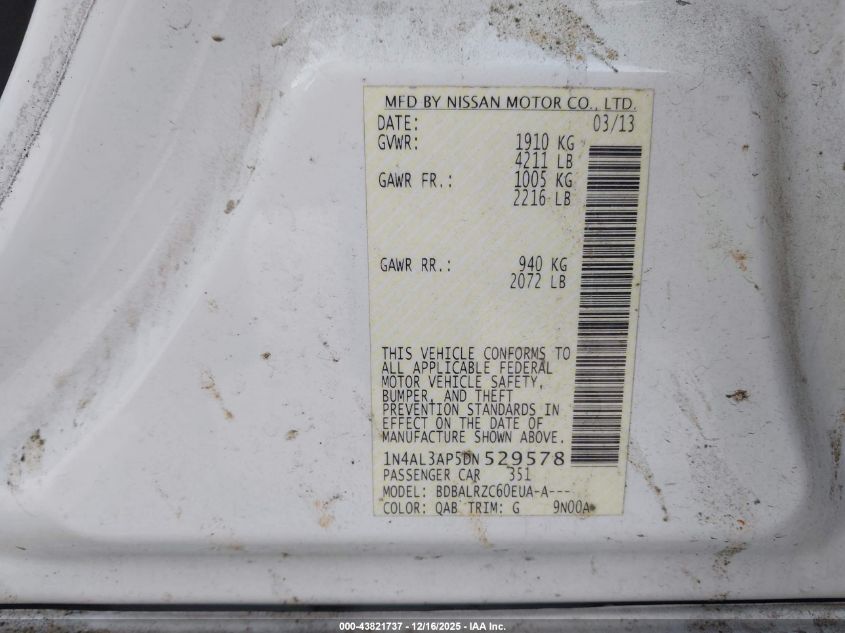 MFD BY NISSAN MOTOR CO., LTD.
DATE: 03/13
GVWR: 1910 KG
4211 LB
GAWR FR.: 1005 KG
2216 LB
GAWR RR.: 940 KG
2072 LB
THIS VEHICLE CONFORMS TO
ALL APPLICABLE FEDERAL
MOTOR VEHICLE SAFETY,
BUMPER, AND THEFT
PREVENTION STANDARDS IN
EFFECT ON THE DATE OF
MANUFACTURE SHOWN ABOVE.
1N4AL3AP5DN529578
PASSENGER CAR 351
MODEL: BDBALRZC60EUA-A---
COLOR: QAB TRIM: G 9N00A
000-43821737 - 12/16/2025 - IAA Inc.